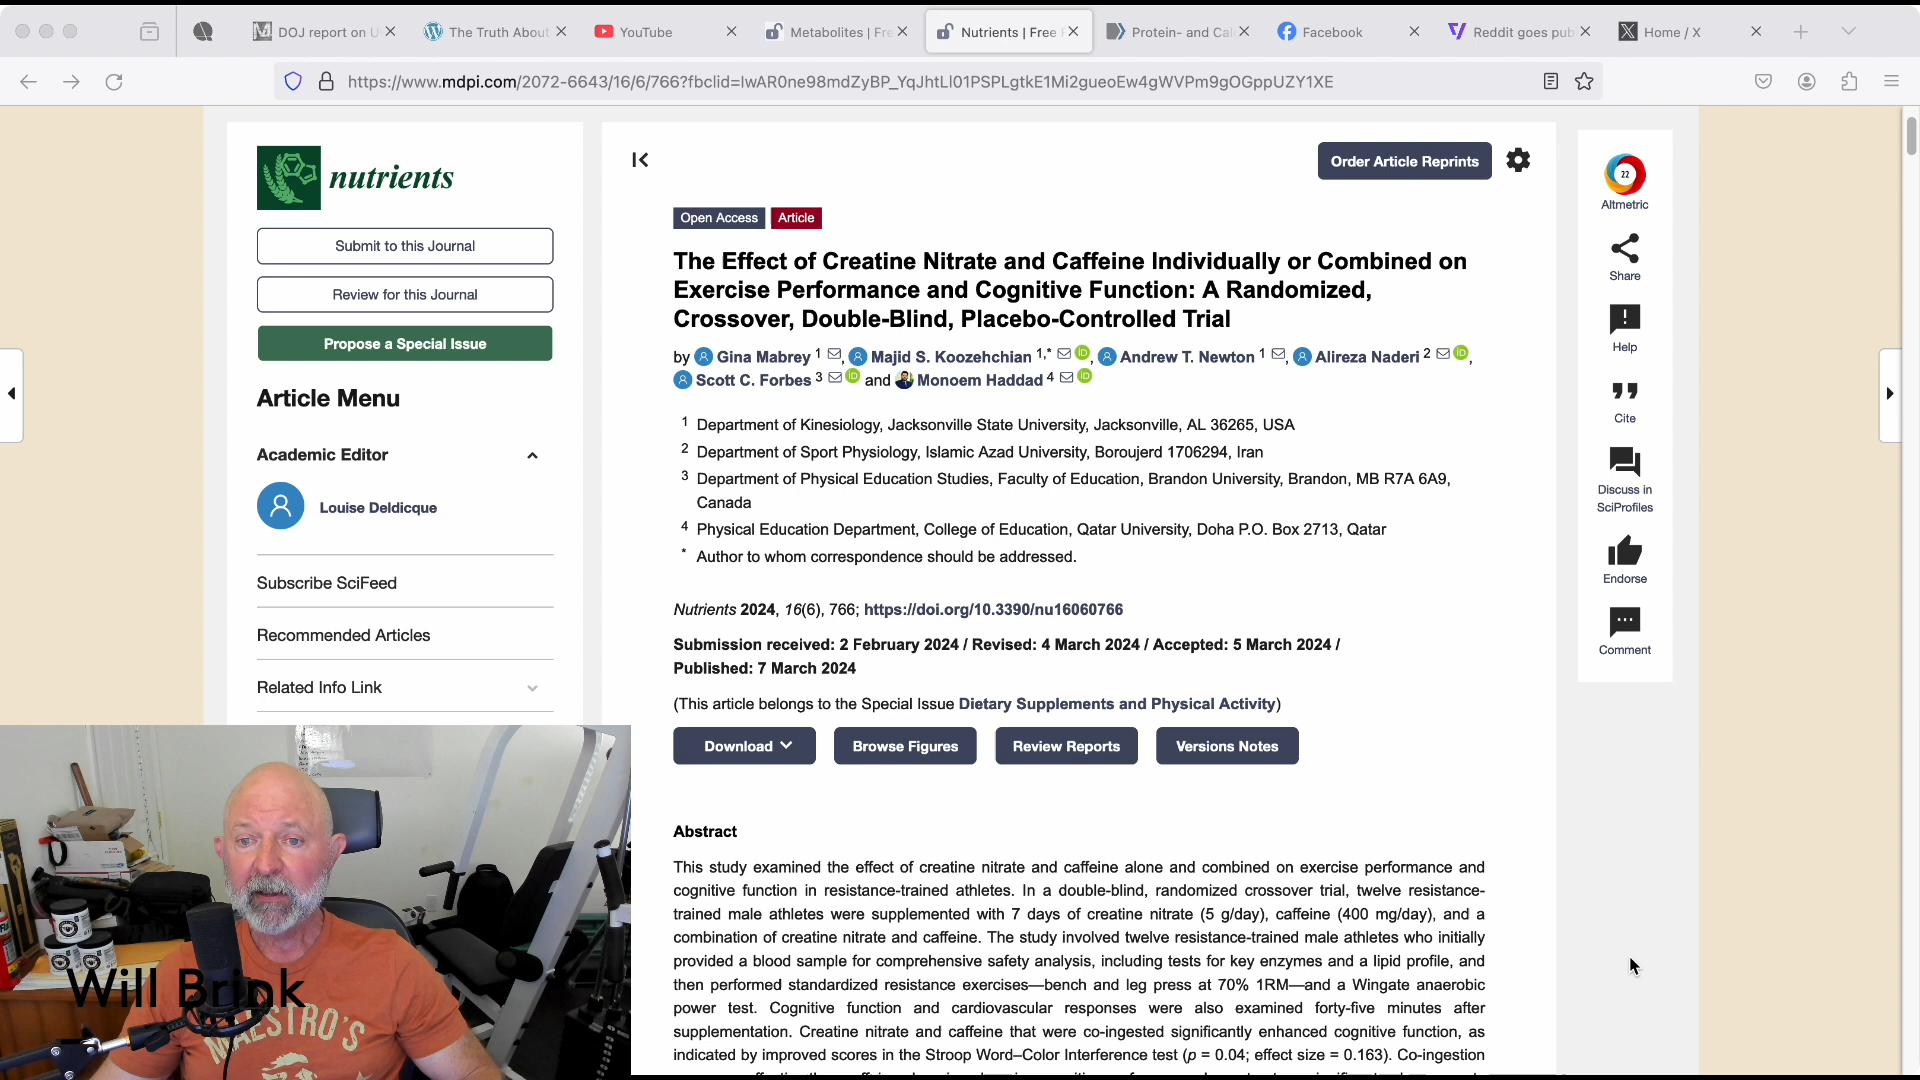 DOJ report on U
The Truth About
YouTube
Metabolites | Fre
Nutrients | Free F
Protein- and Cal
Facebook
Reddit goes pub
Home / X
https://www.mdpi.com/2072-6643/16/6/766?fbclid=IwAR0ne98mdZyBP_YqJhtLl01PSPLgtkE1Mi2gueoEw4gWVPm9gOGppUZY1XE
nutrients
Submit to this Journal
Review for this Journal
Propose a Special Issue
Article Menu
Academic Editor
Louise Deldicque
Subscribe SciFeed
Recommended Articles
Related Info Link
Order Article Reprints
Open Access Article
The Effect of Creatine Nitrate and Caffeine Individually or Combined on
Exercise Performance and Cognitive Function: A Randomized,
Crossover, Double-Blind, Placebo-Controlled Trial
by Gina Mabrey 1, Majid S. Koozehchian 1,*, Andrew T. Newton 1, Alireza Naderi 2,
Scott C. Forbes 3 and Monoem Haddad 4
1 Department of Kinesiology, Jacksonville State University, Jacksonville, AL 36265, USA
2 Department of Sport Physiology, Islamic Azad University, Boroujerd 1706294, Iran
3 Department of Physical Education Studies, Faculty of Education, Brandon University, Brandon, MB R7A 6A9,
Canada
4 Physical Education Department, College of Education, Qatar University, Doha P.O. Box 2713, Qatar
* Author to whom correspondence should be addressed.
Nutrients 2024, 16(6), 766; https://doi.org/10.3390/nu16060766
Submission received: 2 February 2024 / Revised: 4 March 2024 / Accepted: 5 March 2024 /
Published: 7 March 2024
(This article belongs to the Special Issue Dietary Supplements and Physical Activity)
Download
Browse Figures
Review Reports
Versions Notes
Abstract
This study examined the effect of creatine nitrate and caffeine alone and combined on exercise performance and
cognitive function in resistance-trained athletes. In a double-blind, randomized crossover trial, twelve resistance-
trained male athletes were supplemented with 7 days of creatine nitrate (5 g/day), caffeine (400 mg/day), and a
combination of creatine nitrate and caffeine. The study involved twelve resistance-trained male athletes who initially
provided a blood sample for comprehensive safety analysis, including tests for key enzymes and a lipid profile, and
then performed standardized resistance exercises—bench and leg press at 70% 1RM—and a Wingate anaerobic
power test. Cognitive function and cardiovascular responses were also examined forty-five minutes after
supplementation. Creatine nitrate and caffeine that were co-ingested significantly enhanced cognitive function, as
indicated by improved scores in the Stroop Word–Color Interference test (p = 0.04; effect size = 0.163). Co-ingestion
22
Altmetric
Share
Help
Cite
Discuss in
SciProfiles
Endorse
Comment
Will Brink
MAESTRO'S